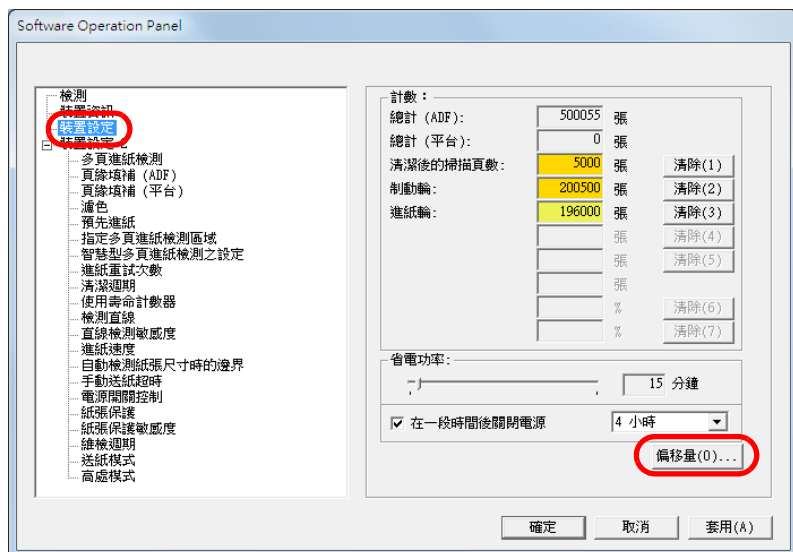 Software Operation Panel
檢測
裝置資訊
裝置設定
裝置設定 2
多頁進紙檢測
頁緣填補 (ADF)
頁緣填補 (平台)
濾色
預先進紙
指定多頁進紙檢測區域
智慧型多頁進紙檢測之設定
進紙重試次數
清潔週期
使用壽命計數器
檢測直線
直線檢測敏感度
進紙速度
自動檢測紙張尺寸時的邊界
手動送紙超時
電源開關控制
紙張保護
紙張保護敏感度
維檢週期
送紙模式
高處模式
計數：
總計 (ADF): 500055 張
總計 (平台): 0 張
清潔後的掃描頁數: 5000 張 清除(1)
制動輪: 200500 張 清除(2)
進紙輪: 196000 張 清除(3)
張 清除(4)
張 清除(5)
張
% 清除(6)
% 清除(7)
省電功率:
15 分鐘
在一段時間後關閉電源 4 小時
偏移量(O)...
確定 取消 套用(A)